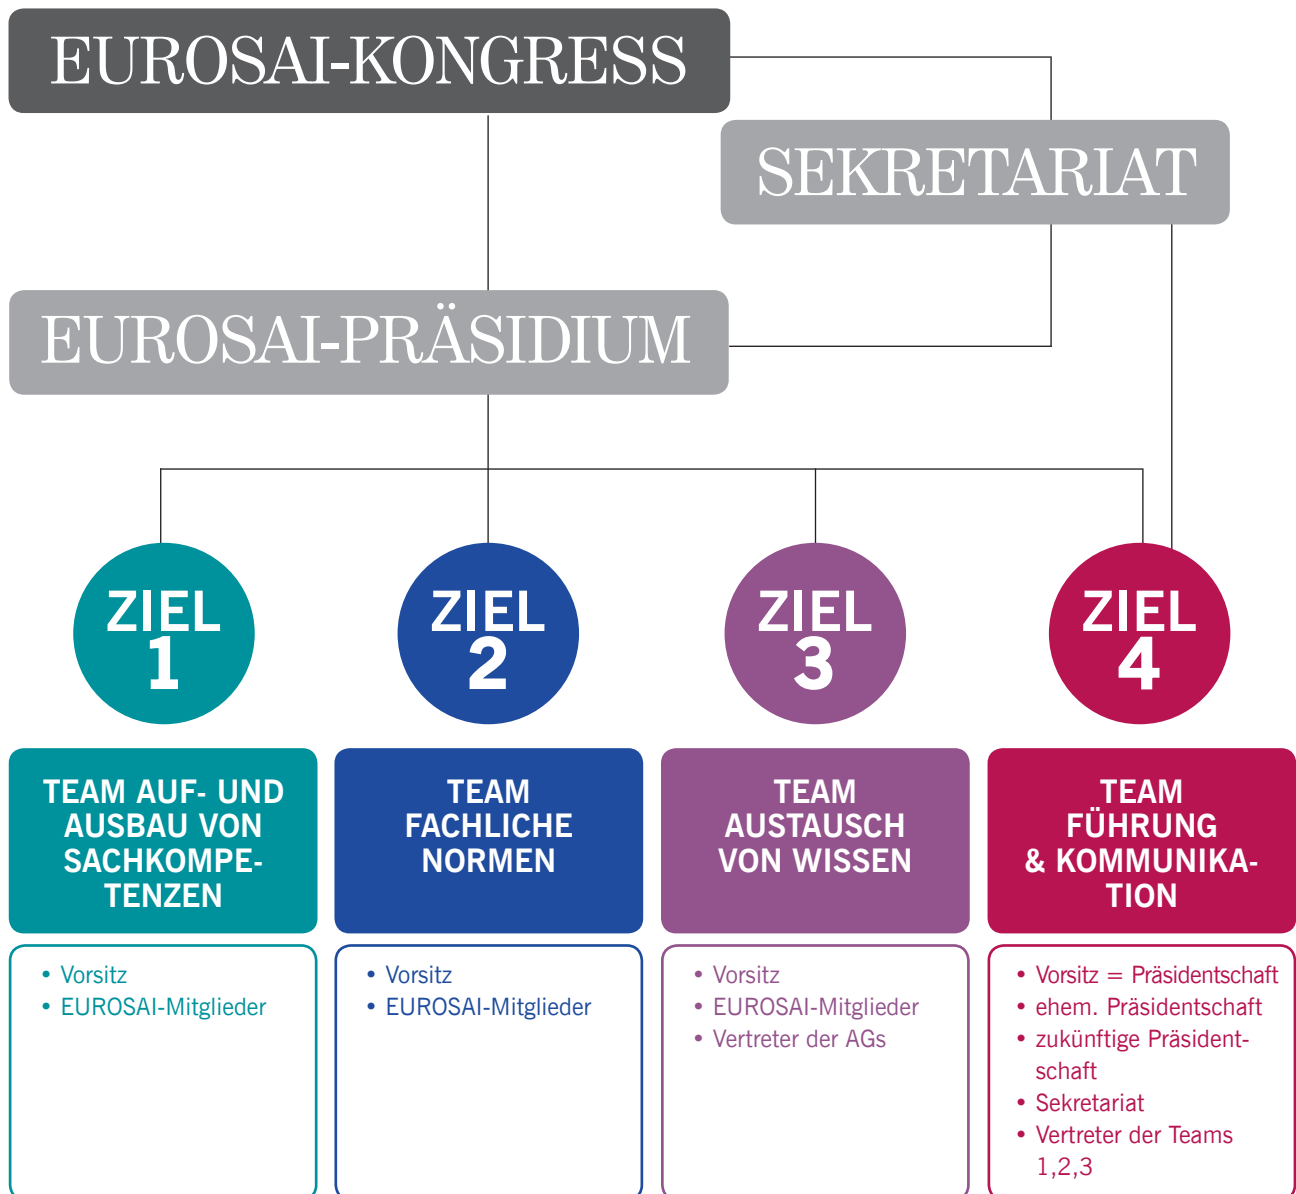 EUROSAI-KONGRESS
SEKRETARIAT
EUROSAI-PRÄSIDIUM
ZIEL
1
ZIEL
2
ZIEL
3
ZIEL
4
TEAM AUF- UND
AUSBAU VON
SACHKOMPE-
TENZEN
TEAM
FACHLICHE
NORMEN
TEAM
AUSTAUSCH
VON WISSEN
TEAM
FÜHRUNG
& KOMMUNIKA-
TION
• Vorsitz
• EUROSAI-Mitglieder
• Vorsitz
• EUROSAI-Mitglieder
• Vorsitz
• EUROSAI-Mitglieder
• Vertreter der AGs
• Vorsitz = Präsidentschaft
• ehem. Präsidentschaft
• zukünftige Präsident-
schaft
• Sekretariat
• Vertreter der Teams
1,2,3